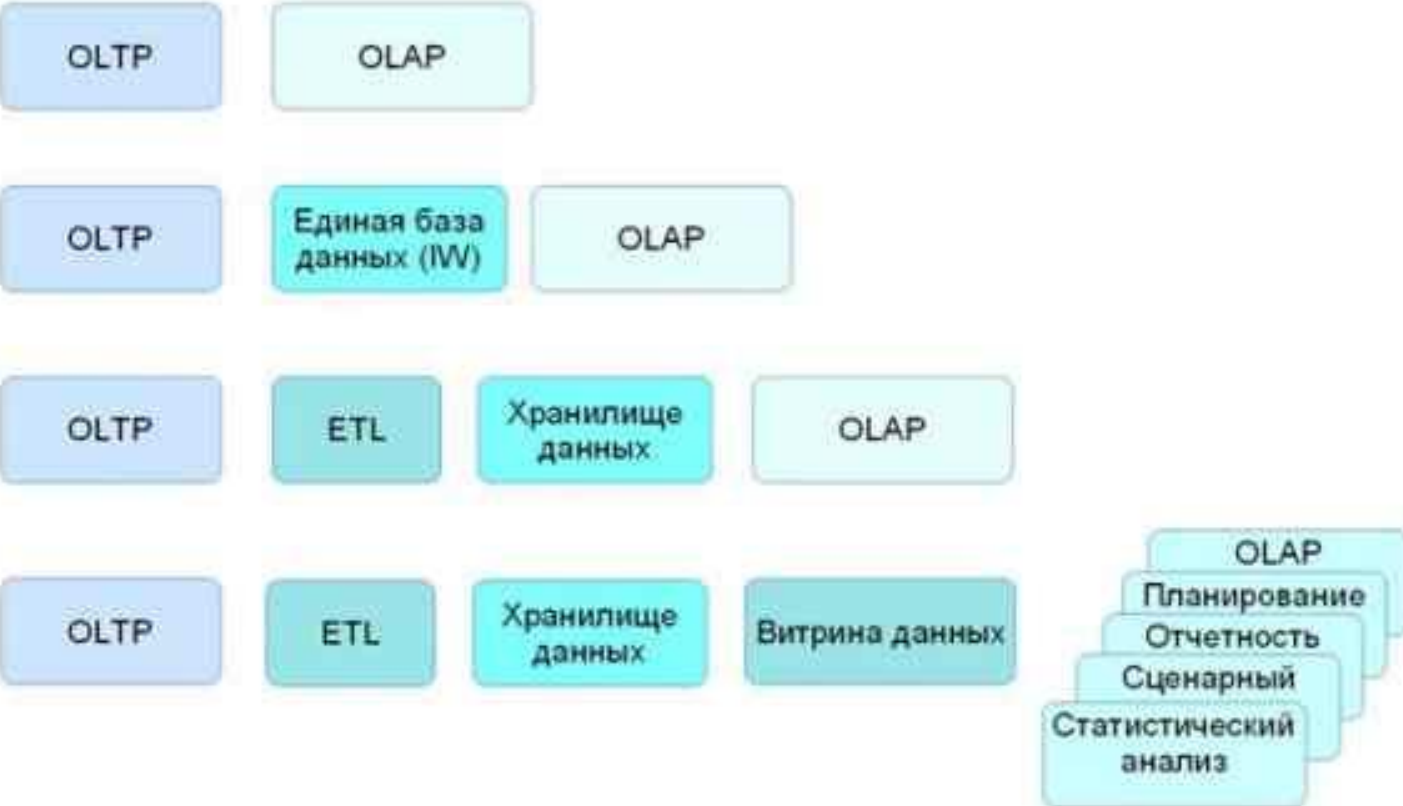 OLTP
OLAP
OLTP
Единая база
данных (IW)
OLAP
OLTP
ETL
Хранилище
данных
OLAP
OLTP
ETL
Хранилище
данных
Витрина данных
OLAP
Планирование
Отчетность
Сценарный
Статистический
анализ